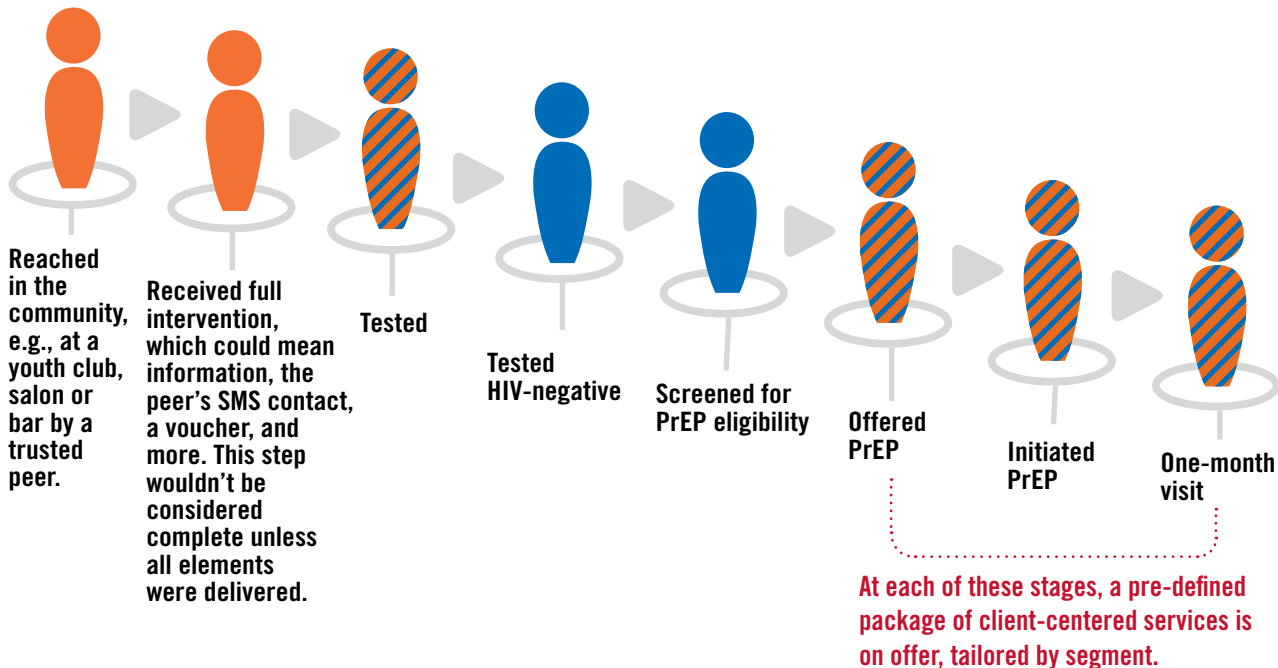 Reached
in the
community,
e.g., at a
youth club,
salon or
bar by a
trusted
peer.
Received full
intervention,
which could mean
information, the
peer's SMS contact,
a voucher, and
more. This step
wouldn't be
considered
complete unless
all elements
were delivered.
Tested
Tested
HIV-negative
Screened for
PrEP eligibility
Offered
PrEP
Initiated
PrEP
One-month
visit
At each of these stages, a pre-defined
package of client-centered services is
on offer, tailored by segment.